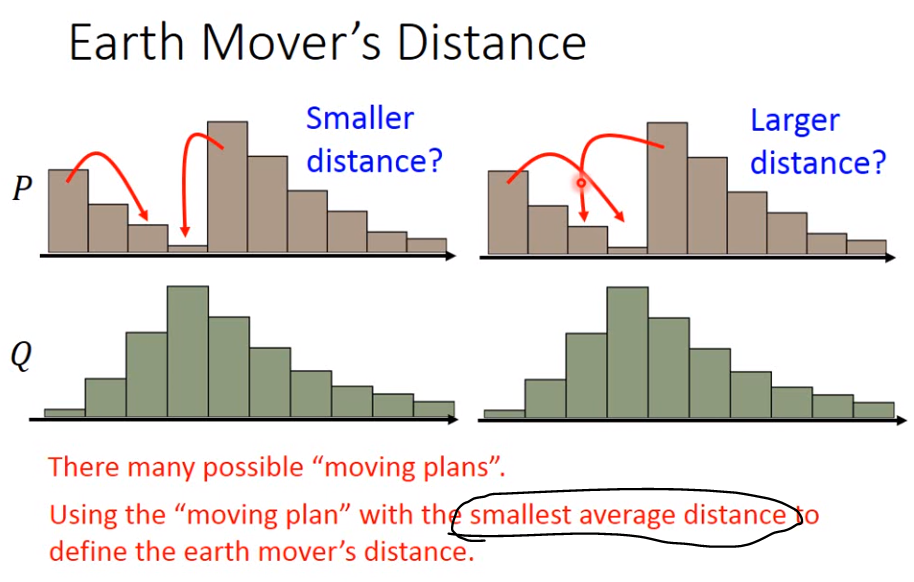 Earth Mover's Distance
Smaller
distance?
Larger
distance?
P
Q
There many possible “moving plans”.
Using the “moving plan” with the smallest average distance to
define the earth mover's distance.